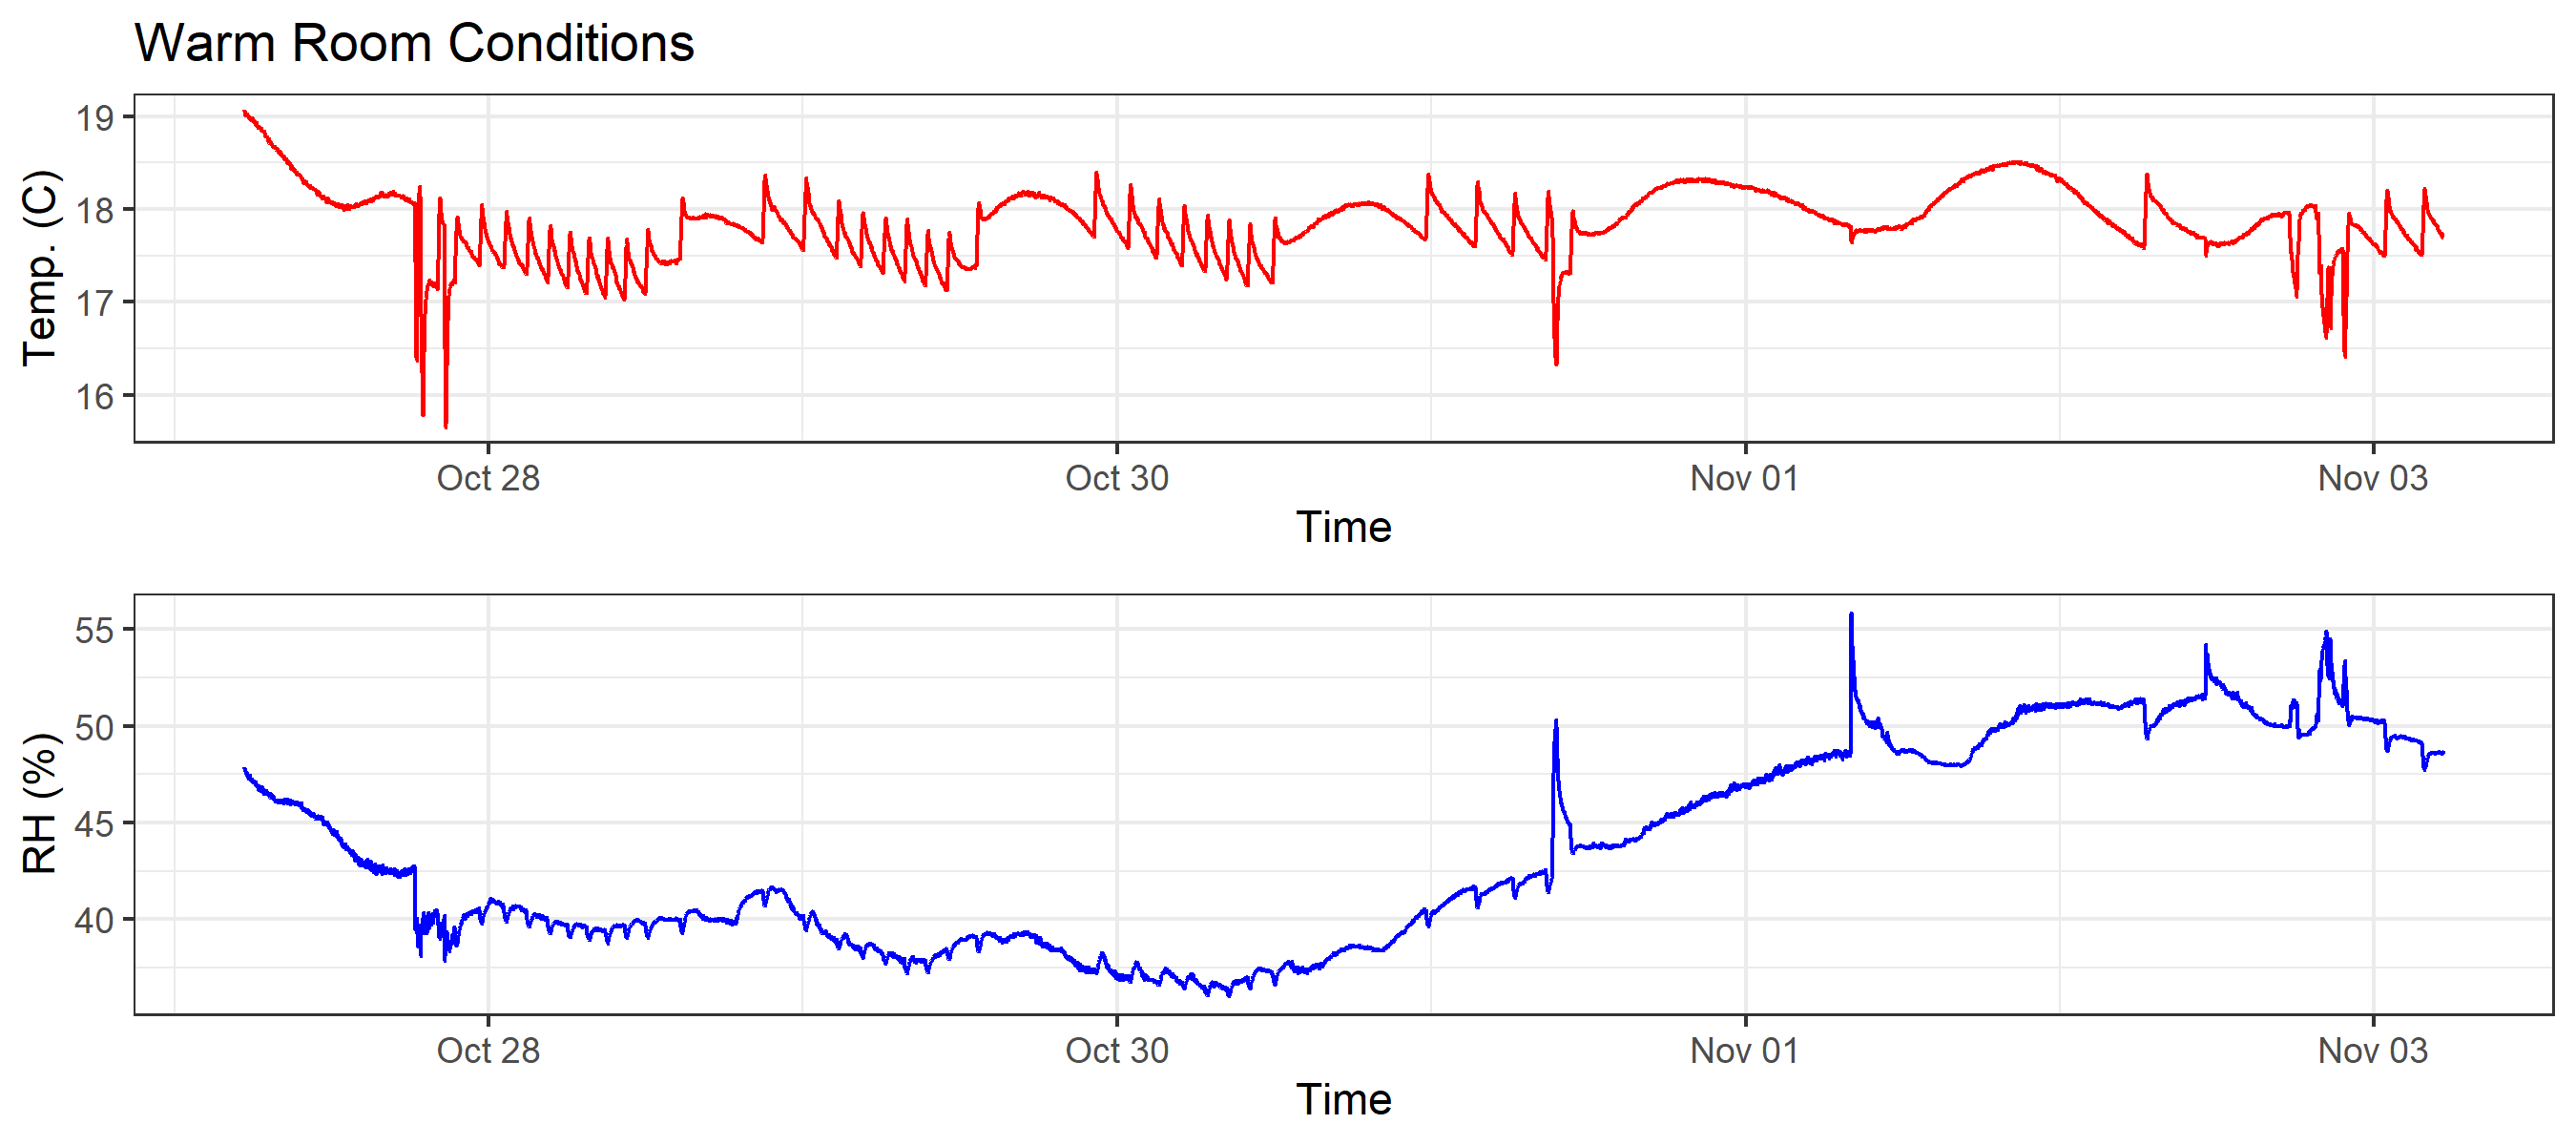 Warm Room Conditions
Temp. (C)
19
18
17
16
Oct 28 Oct 30 Nov 01 Nov 03
Time
RH (%)
55
50
45
40
Oct 28 Oct 30 Nov 01 Nov 03
Time